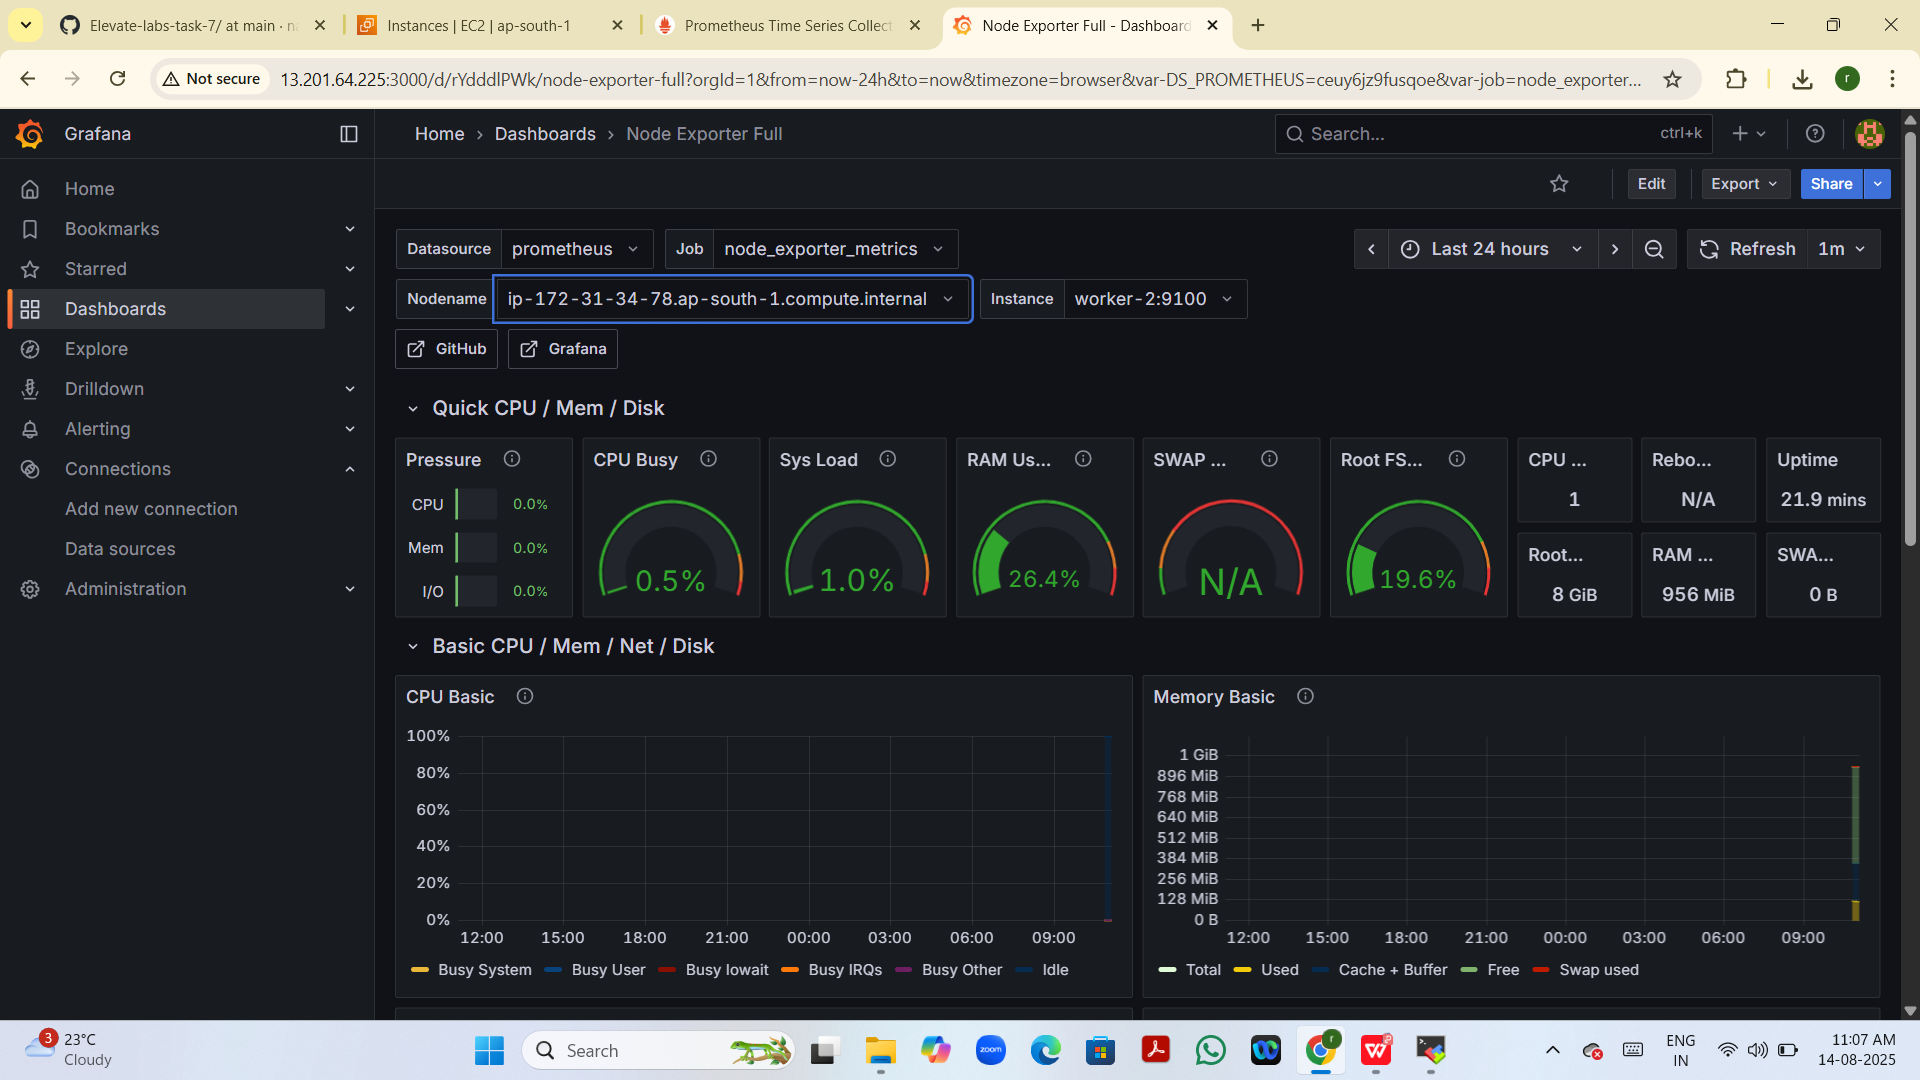 Elevate-labs-task-7/ at main · na
Instances | EC2 | ap-south-1
Prometheus Time Series Collect
Node Exporter Full - Dashboard
Not secure
13.201.64.225:3000/d/rYdddlPWk/node-exporter-full?orgId=1&from=now-24h&to=now&timezone=browser&var-DS_PROMETHEUS=ceuy6jz9fusqoe&var-job=node_exporter...
r
Grafana
Home › Dashboards › Node Exporter Full
Search...
ctrl+k
Home
Bookmarks
Starred
Dashboards
Explore
Drilldown
Alerting
Connections
Add new connection
Data sources
Administration
Edit
Export
Share
Datasource prometheus
Job node_exporter_metrics
Last 24 hours
Refresh 1m
Nodename ip-172-31-34-78.ap-south-1.compute.internal
Instance worker-2:9100
GitHub
Grafana
Quick CPU / Mem / Disk
Pressure
CPU 0.0%
Mem 0.0%
I/O 0.0%
CPU Busy
0.5%
Sys Load
1.0%
RAM Us...
26.4%
SWAP ...
N/A
Root FS...
19.6%
CPU ...
1
Rebo...
N/A
Uptime
21.9 mins
Root...
8 GiB
RAM ...
956 MiB
SWA...
0 B
Basic CPU / Mem / Net / Disk
CPU Basic
100%
80%
60%
40%
20%
0%
12:00 15:00 18:00 21:00 00:00 03:00 06:00 09:00
Busy System Busy User Busy Iowait Busy IRQs Busy Other Idle
Memory Basic
1 GiB
896 MiB
768 MiB
640 MiB
512 MiB
384 MiB
256 MiB
128 MiB
0 B
12:00 15:00 18:00 21:00 00:00 03:00 06:00 09:00
Total Used Cache + Buffer Free Swap used
3
23°C
Cloudy
Search
zoom
r
ENG
IN
11:07 AM
14-08-2025